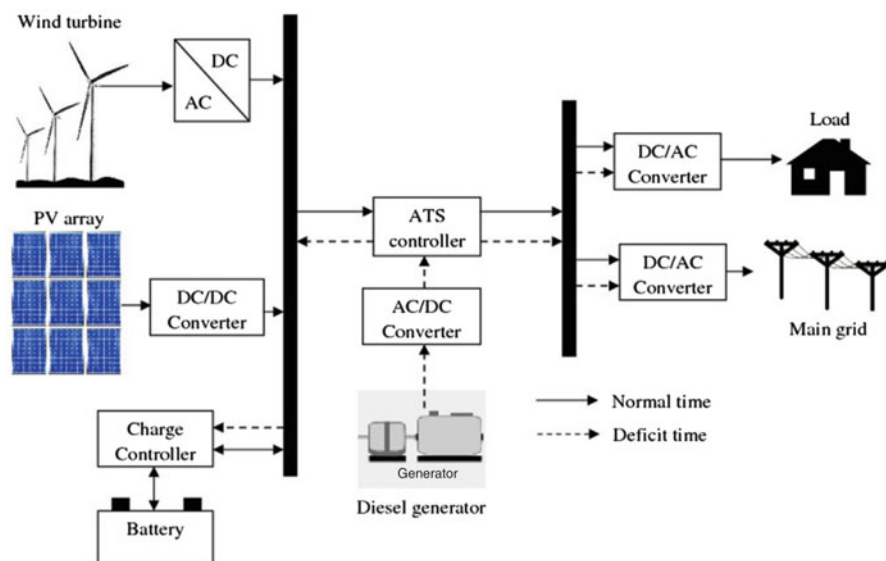 Wind turbine
DC
AC
PV array
DC/DC
Converter
Charge
Controller
Battery
ATS
controller
AC/DC
Converter
Generator
Diesel generator
DC/AC
Converter
Load
DC/AC
Converter
Main grid
Normal time
Deficit time